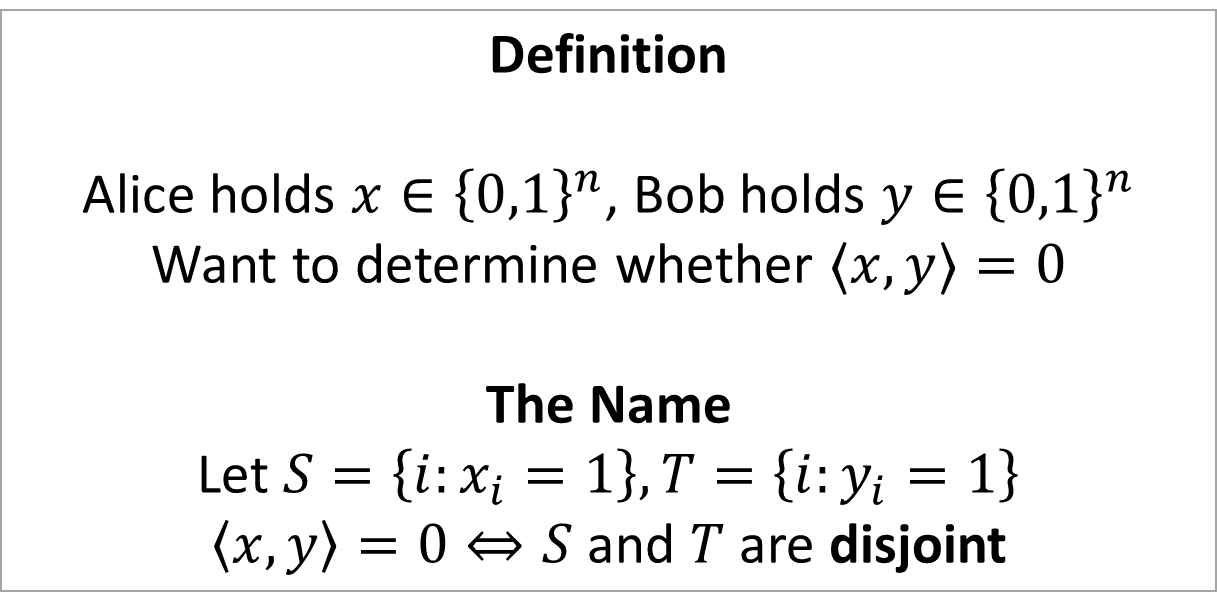 Definition
Alice holds 𝑥 ∈ {0,1}ⁿ, Bob holds 𝑦 ∈ {0,1}ⁿ
Want to determine whether ⟨𝑥, 𝑦⟩ = 0
The Name
Let 𝑆 = {𝑖: 𝑥ᵢ = 1}, 𝑇 = {𝑖: 𝑦ᵢ = 1}
⟨𝑥, 𝑦⟩ = 0 ⇔ 𝑆 and 𝑇 are disjoint